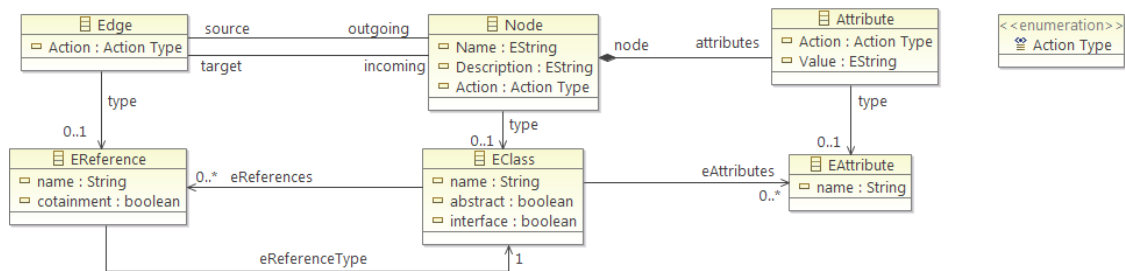 Edge
Action : Action Type
source
outgoing
target
incoming
Node
Name : EString
Description : EString
Action : Action Type
node
attributes
Attribute
Action : Action Type
Value : EString
<<enumeration>>
Action Type
type
0..1
type
0..1
type
0..1
EReference
name : String
cotainment : boolean
0..*
eReferences
EClass
name : String
abstract : boolean
interface : boolean
eAttributes
0..*
EAttribute
name : String
eReferenceType
1